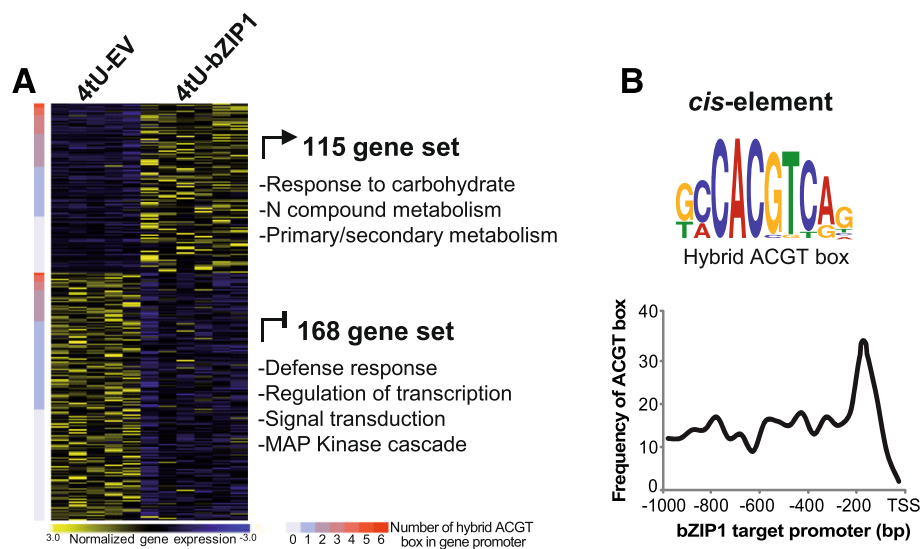 A
4tU-EV
4tU-bZIP1
115 gene set
-Response to carbohydrate
-N compound metabolism
-Primary/secondary metabolism
168 gene set
-Defense response
-Regulation of transcription
-Signal transduction
-MAP Kinase cascade
3.0 Normalized gene expression -3.0
0 1 2 3 4 5 6
Number of hybrid ACGT
box in gene promoter
B
cis-element
GCCACGTCAG
TA
Hybrid ACGT box
Frequency of ACGT box
40
30
20
10
0
-1000 -800 -600 -400 -200 TSS
bZIP1 target promoter (bp)